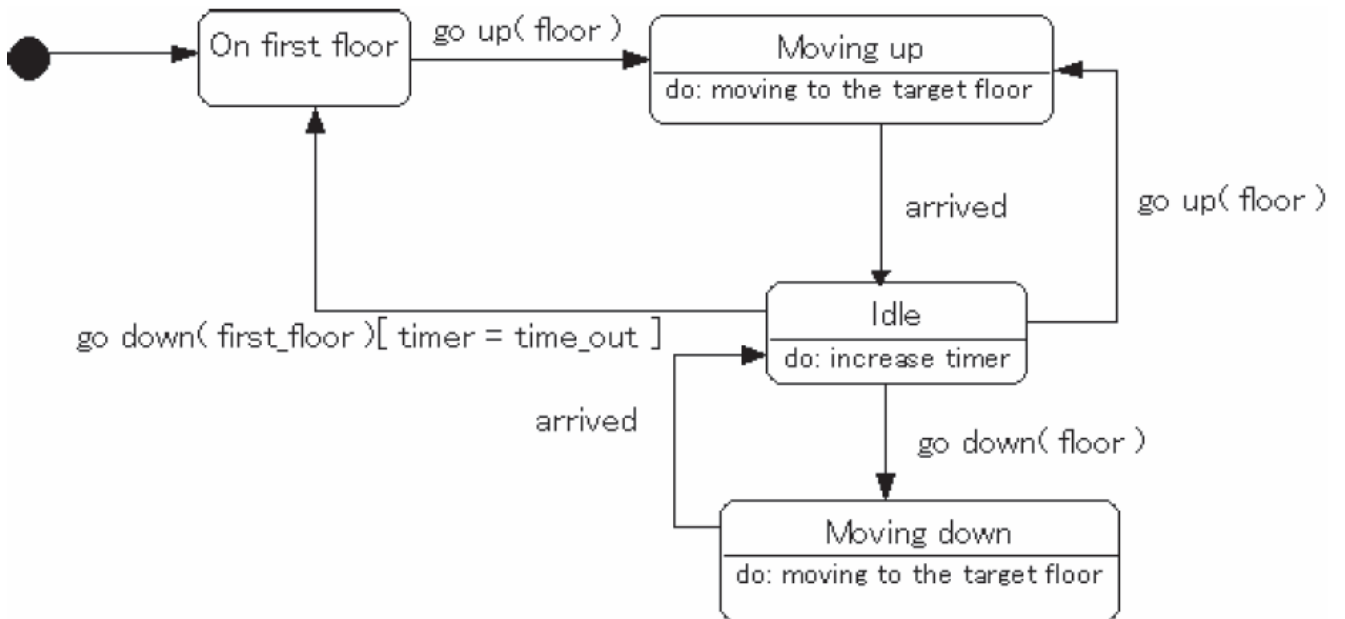 On first floor
go up( floor )
Moving up
do: moving to the target floor
arrived
go up( floor )
Idle
do: increase timer
go down( first_floor )[ timer = time_out ]
arrived
go down( floor )
Moving down
do: moving to the target floor